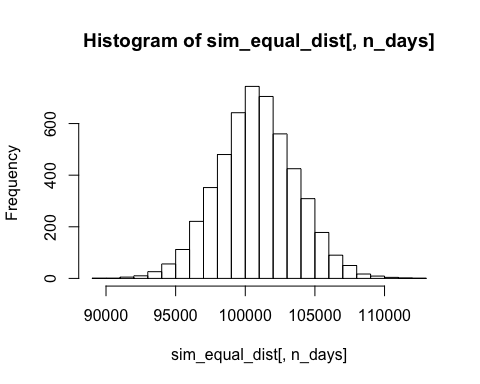 Histogram of sim_equal_dist[, n_days]
Frequency
600
400
200
0
90000 95000 100000 105000 110000
sim_equal_dist[, n_days]